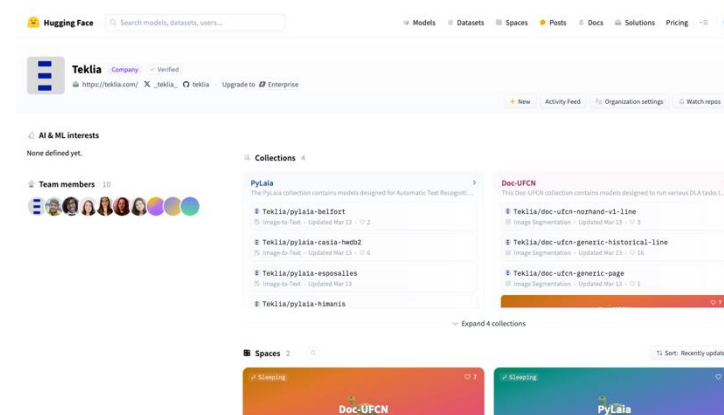 Hugging Face
Search models, datasets, users...
Models
Datasets
Spaces
Posts
Docs
Solutions
Pricing
Teklia Company Verified
https://teklia.com/ _teklia_ teklia Upgrade to Enterprise
New
Activity Feed
Organization settings
Watch repos
AI & ML interests
None defined yet.
Team members 10
Collections 4
PyLaia
The PyLaia collection contains models designed for Automatic Text Recogniti...
Teklia/pylaia-belfort
Image-to-Text · Updated Mar 13 · 2
Teklia/pylaia-casia-hwdb2
Image-to-Text · Updated Mar 13 · 6
Teklia/pylaia-esposalles
Image-to-Text · Updated Mar 13
Teklia/pylaia-himanis
Doc-UFCN
This Doc-UFCN collection contains models designed to run various DLA tasks l...
Teklia/doc-ufcn-norhand-v1-line
Image Segmentation · Updated Mar 13 · 3
Teklia/doc-ufcn-generic-historical-line
Image Segmentation · Updated Mar 13 · 16
Teklia/doc-ufcn-generic-page
Image Segmentation · Updated Mar 13 · 1
7
Expand 4 collections
Spaces 2
Sort: Recently update
Sleeping
7
Doc-UFCN
Sleeping
PyLaia